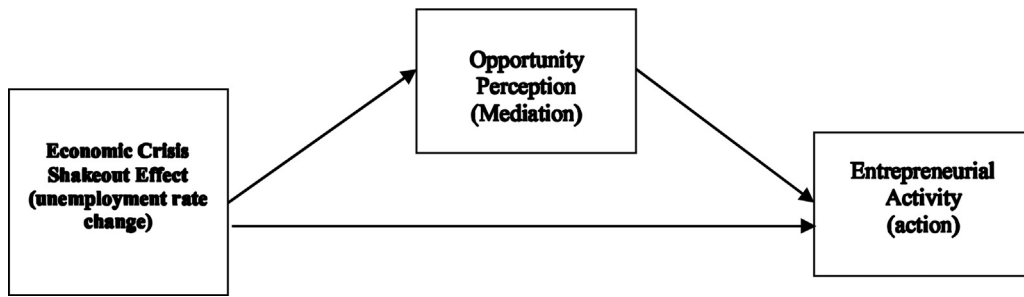 Opportunity
Perception
(Mediation)
Economic Crisis
Shakeout Effect
(unemployment rate
change)
Entrepreneurial
Activity
(action)